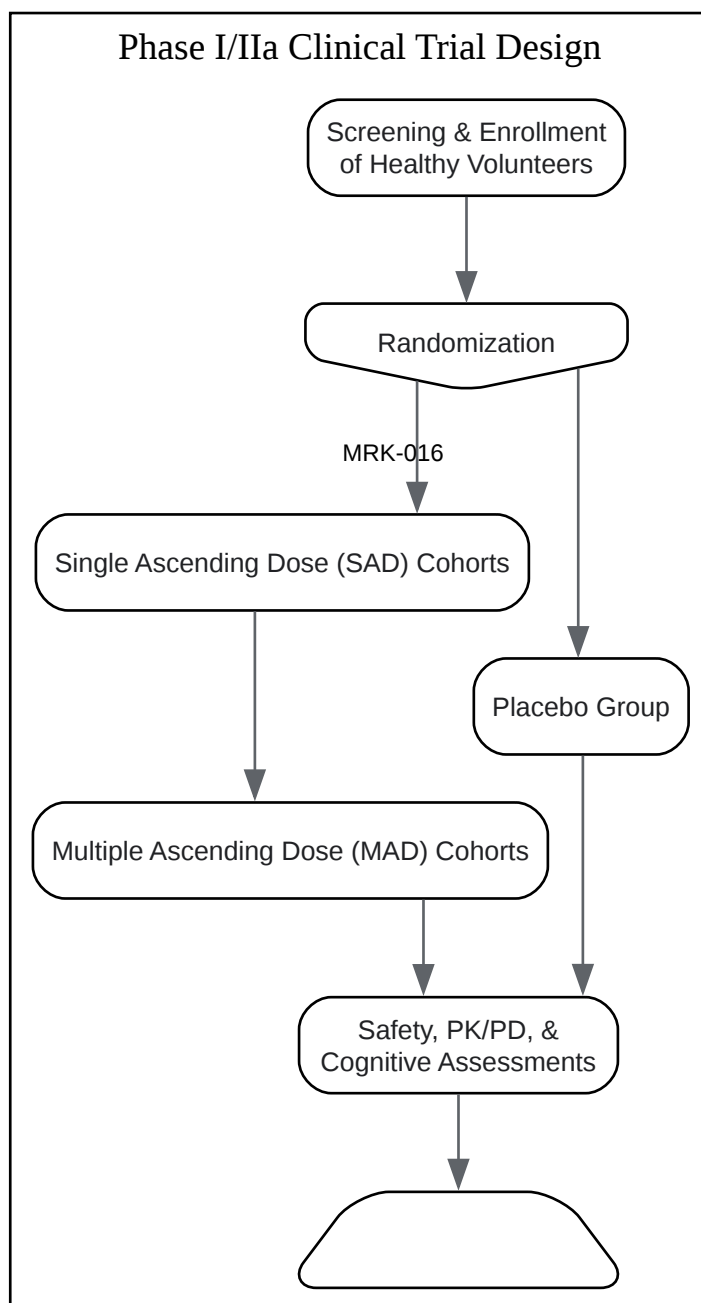 Phase I/IIa Clinical Trial Design
Screening & Enrollment
of Healthy Volunteers
Randomization
MRK-016
Single Ascending Dose (SAD) Cohorts
Placebo Group
Multiple Ascending Dose (MAD) Cohorts
Safety, PK/PD, &
Cognitive Assessments